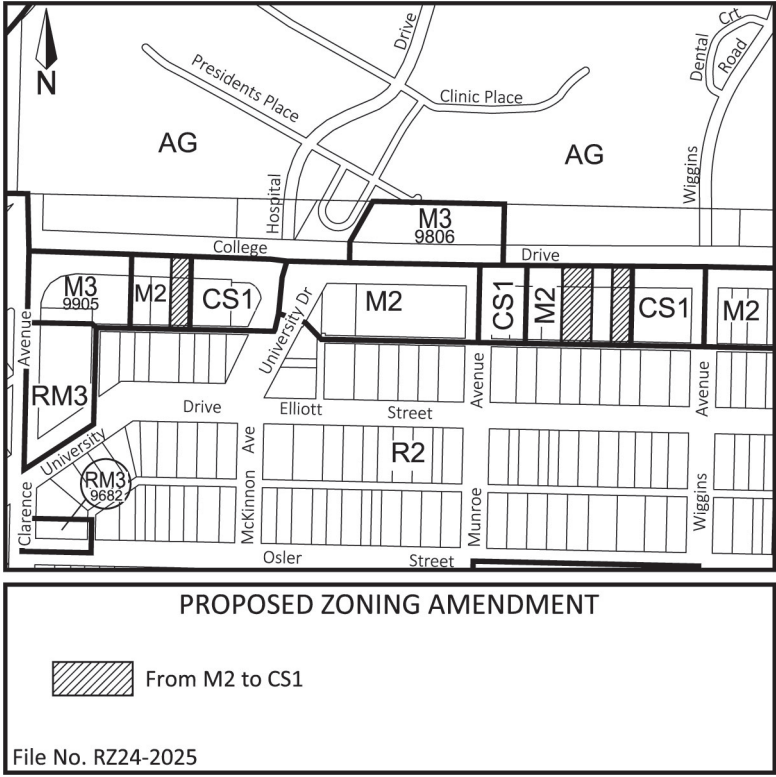 Drive
Crt
Dental
Road
Presidents Place
Clinic Place
N
AG
AG
Hospital
Wiggins
M3
9806
College
Drive
M3
9905
M2
CS1
University Dr
M2
CS1
M2
CS1
M2
Avenue
RM3
Avenue
Avenue
Drive
Elliott
Street
University
Ave
R2
RM3
9682
Clarence
McKinnon
Munroe
Wiggins
Osler
Street
PROPOSED ZONING AMENDMENT
From M2 to CS1
File No. RZ24-2025